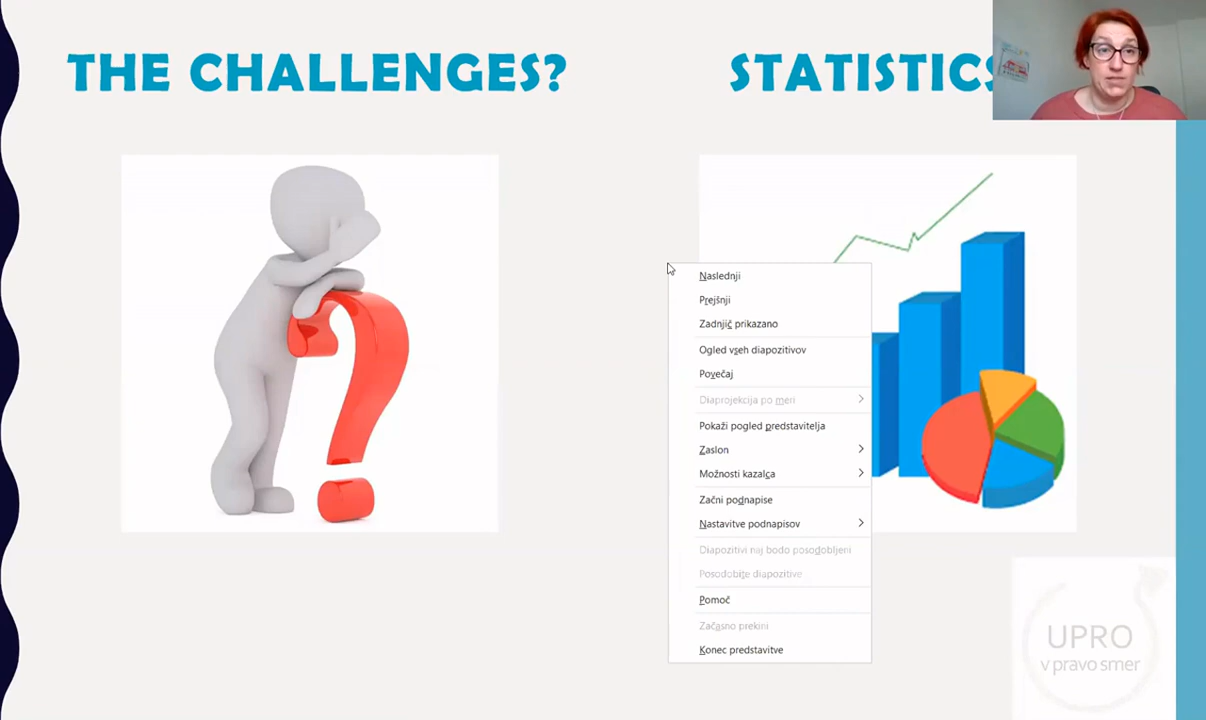 THE CHALLENGES?
STATISTICS
Naslednji
Prejšnji
Zadnjič prikazano
Ogled vseh diapozitivov
Povečaj
Diaprojekcija po meri
Pokaži pogled predstavitelja
Zaslon
Možnosti kazalca
Začni podnapise
Nastavitve podnapisov
Diapozitivi naj bodo posodobljeni
Posodobite diapozitive
Pomoč
Začasno prekini
Konec predstavitve
UPRO
v pravo smer